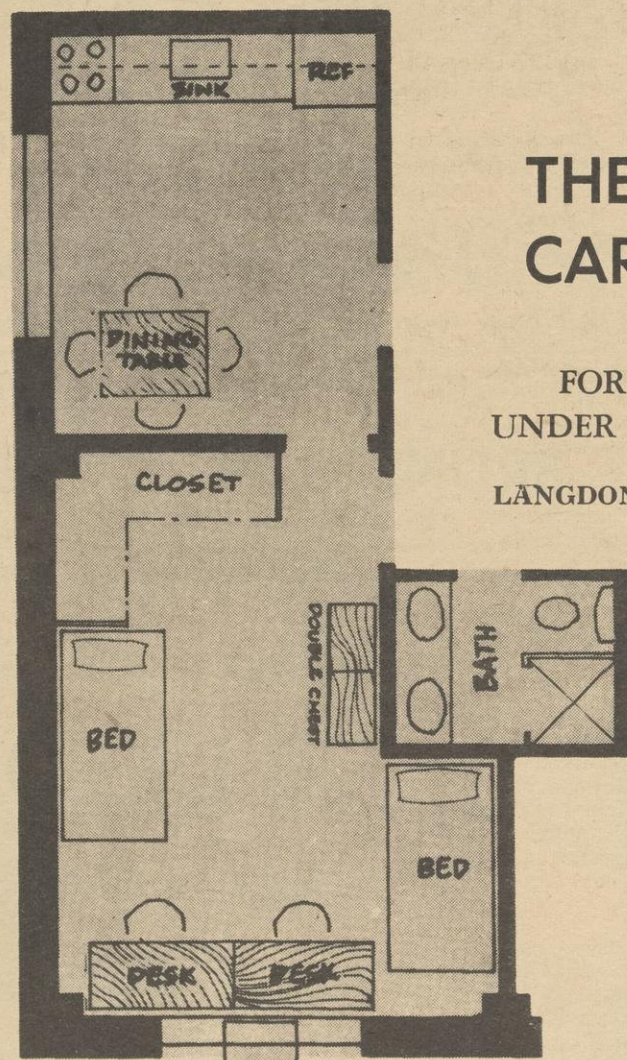 REF
SINK
THE
CAR
DINING
TABLE
FOR
UNDER
CLOSET
LANGDON
DOUBLE CHEST
BATH
BED
BED
DESK
DESK